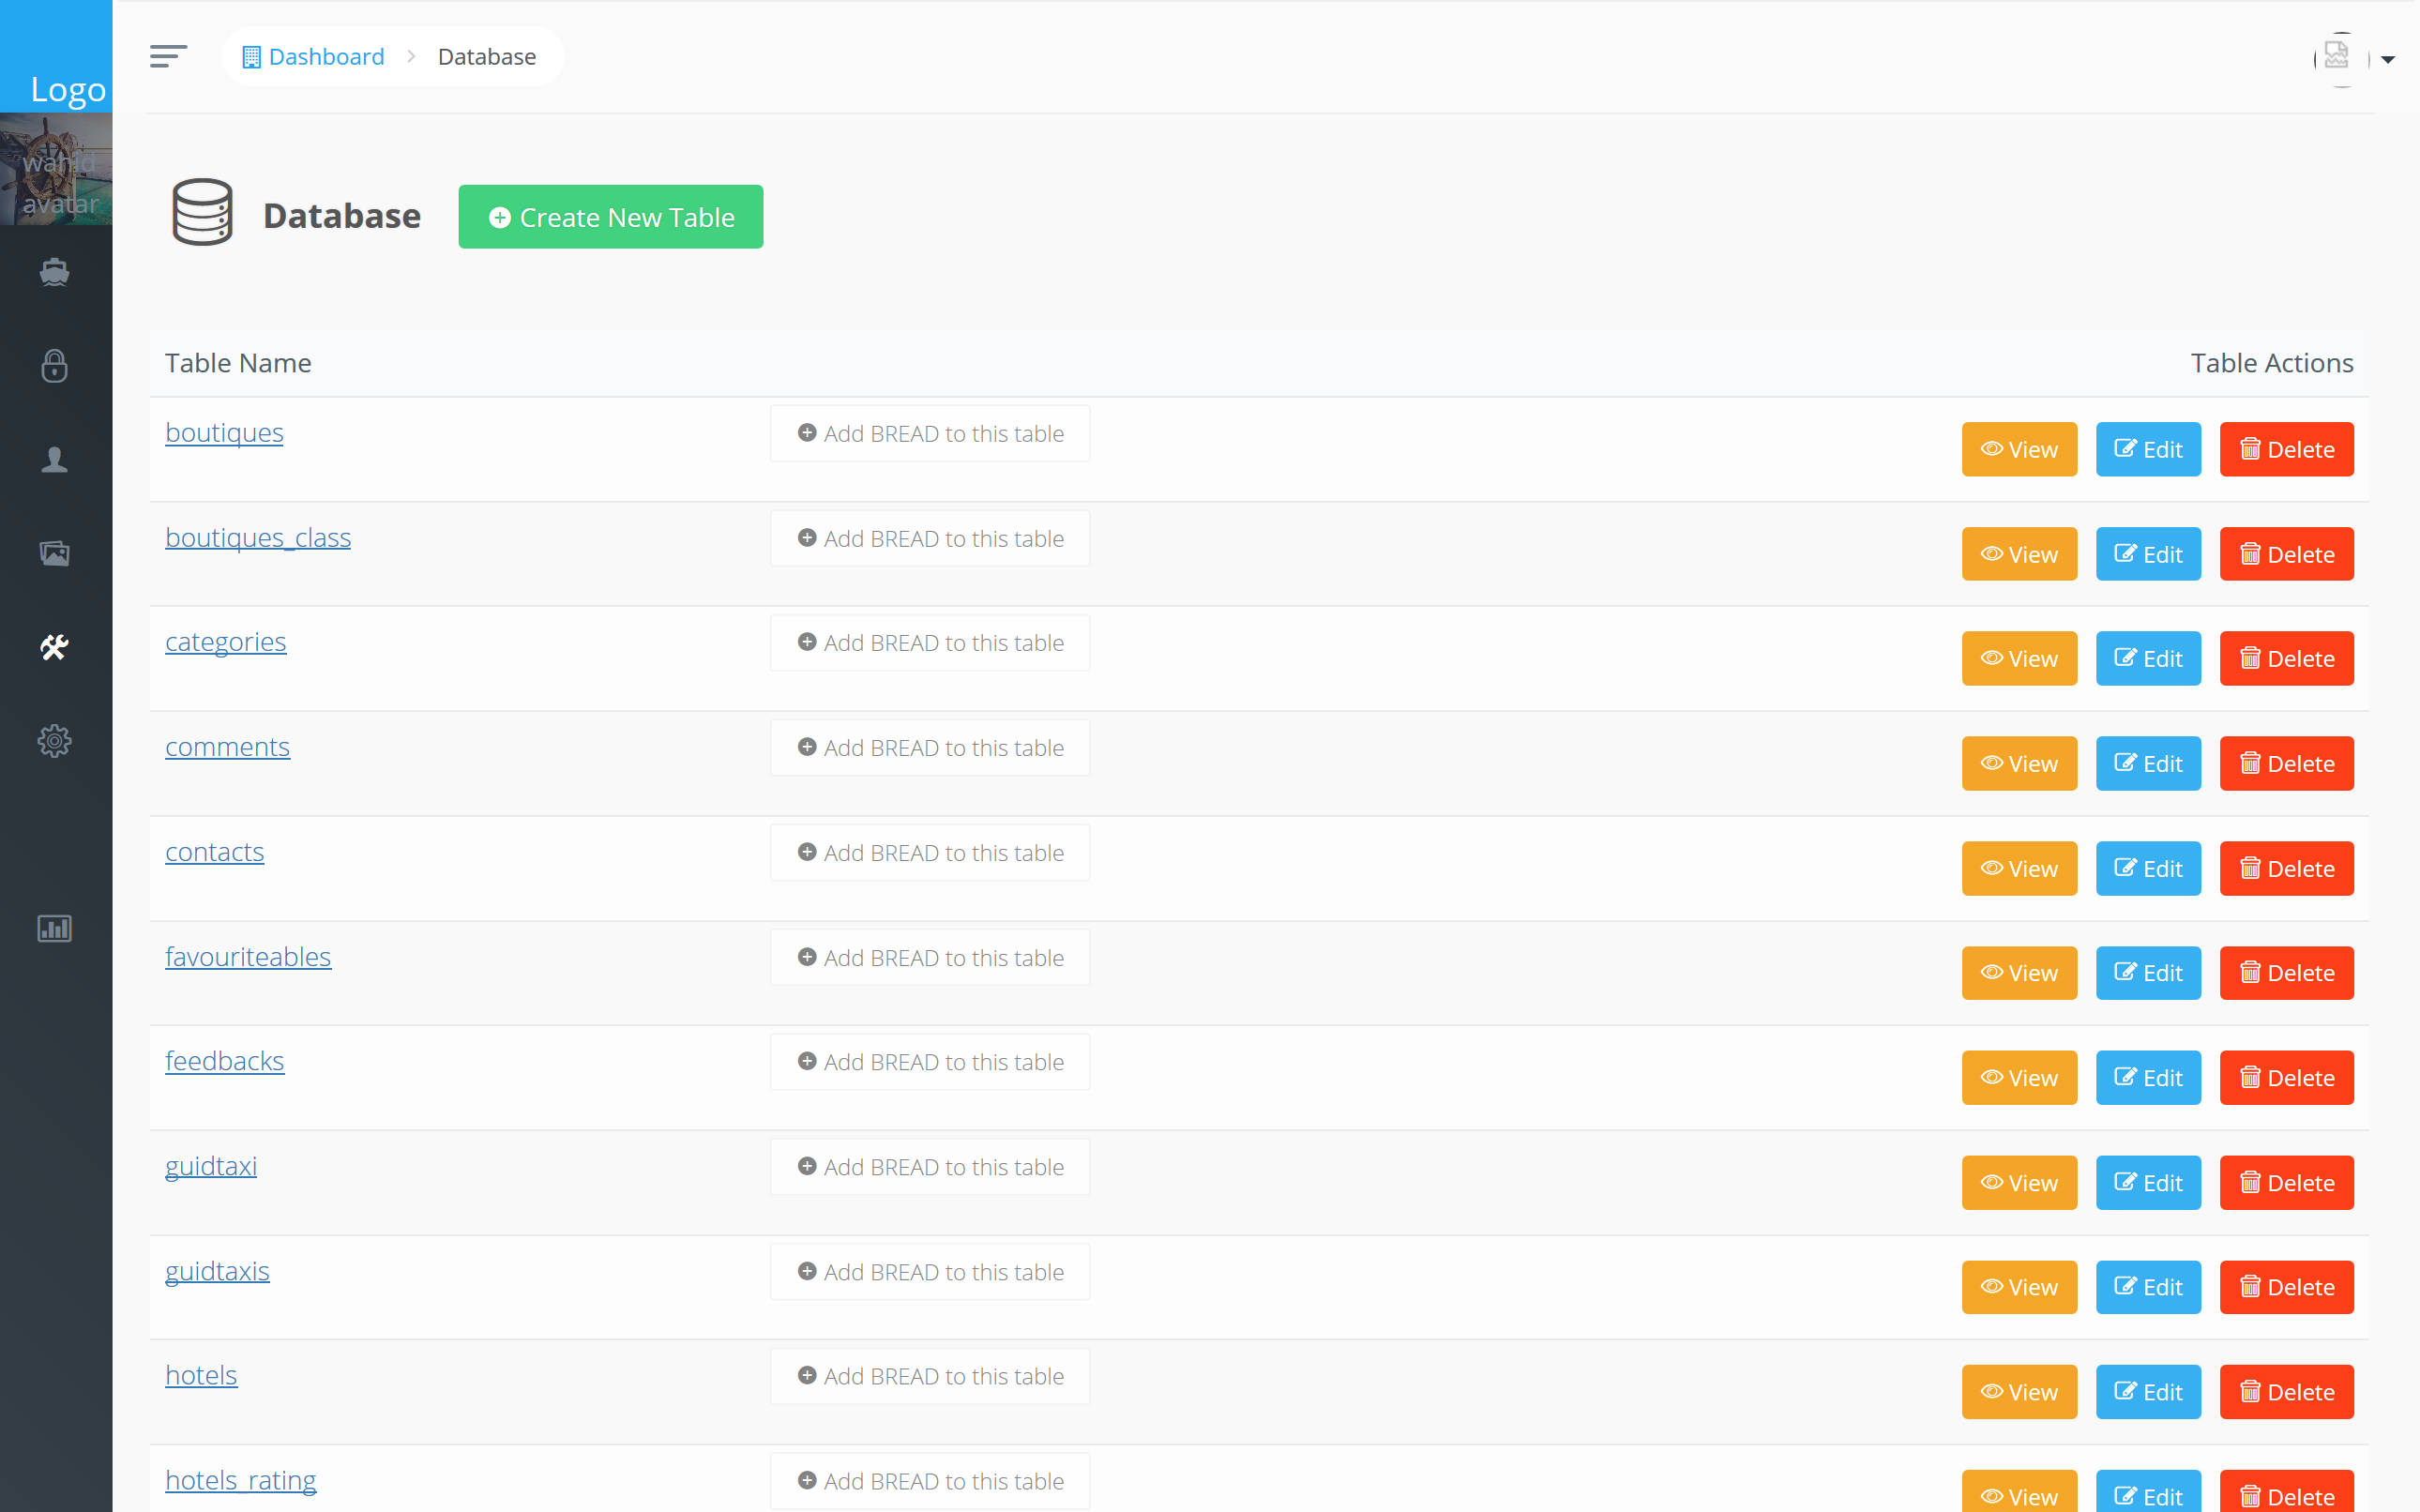 Logo
Dashboard > Database
wahid
avatar
Database
Create New Table
Table Name Table Actions
boutiques Add BREAD to this table View Edit Delete
boutiques_class Add BREAD to this table View Edit Delete
categories Add BREAD to this table View Edit Delete
comments Add BREAD to this table View Edit Delete
contacts Add BREAD to this table View Edit Delete
favouriteables Add BREAD to this table View Edit Delete
feedbacks Add BREAD to this table View Edit Delete
guidtaxi Add BREAD to this table View Edit Delete
guidtaxis Add BREAD to this table View Edit Delete
hotels Add BREAD to this table View Edit Delete
hotels_rating Add BREAD to this table View Edit Delete